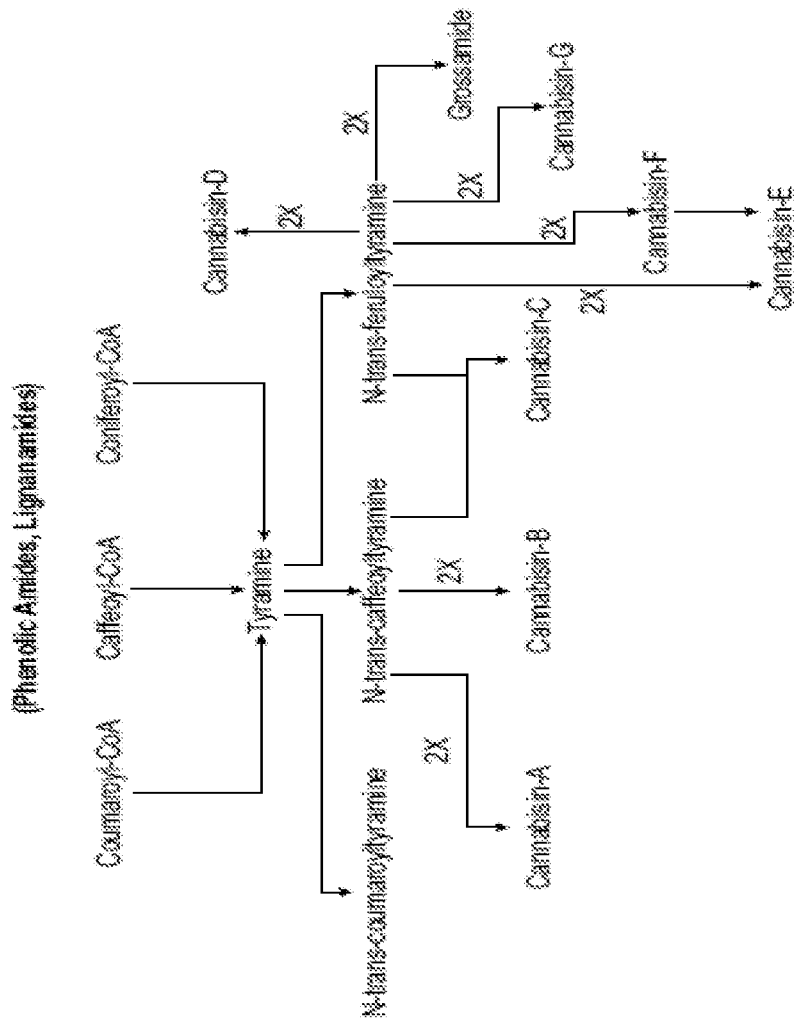 (Phenolic Amides, Lignanamides)
Coumaroyl-CoA
Caffeoyl-CoA
Coniferoyl-CoA
Tyramine
Cannabisin-D
2X
N-trans-coumaroyltyramine
N-trans-caffeoyltyramine
N-trans-feruloyltyramine
2X
Grossamide
2X
2X
2X
2X
2X
Cannabisin-A
Cannabisin-B
Cannabisin-C
Cannabisin-G
Cannabisin-F
Cannabisin-E